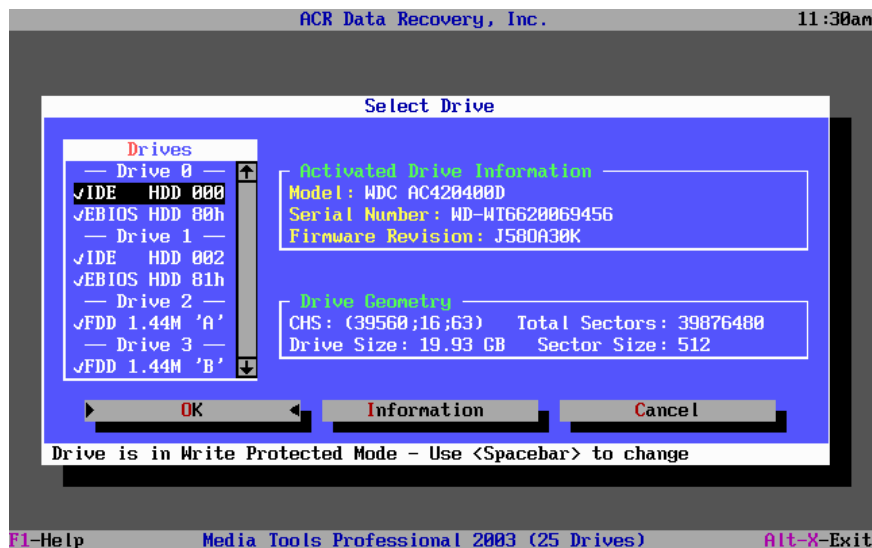 ACR Data Recovery, Inc. 11:30am
Select Drive
Drives
Drive 0
√IDE HDD 000
√EBIOS HDD 80h
Drive 1
√IDE HDD 002
√EBIOS HDD 81h
Drive 2
√FDD 1.44M 'A'
Drive 3
√FDD 1.44M 'B'
Activated Drive Information
Model: WDC AC420400D
Serial Number: WD-WT6620069456
Firmware Revision: J58OA30K
Drive Geometry
CHS: (39560;16;63) Total Sectors: 39876480
Drive Size: 19.93 GB Sector Size: 512
OK Information Cancel
Drive is in Write Protected Mode - Use <Spacebar> to change
F1-Help Media Tools Professional 2003 (25 Drives) Alt-X-Exit